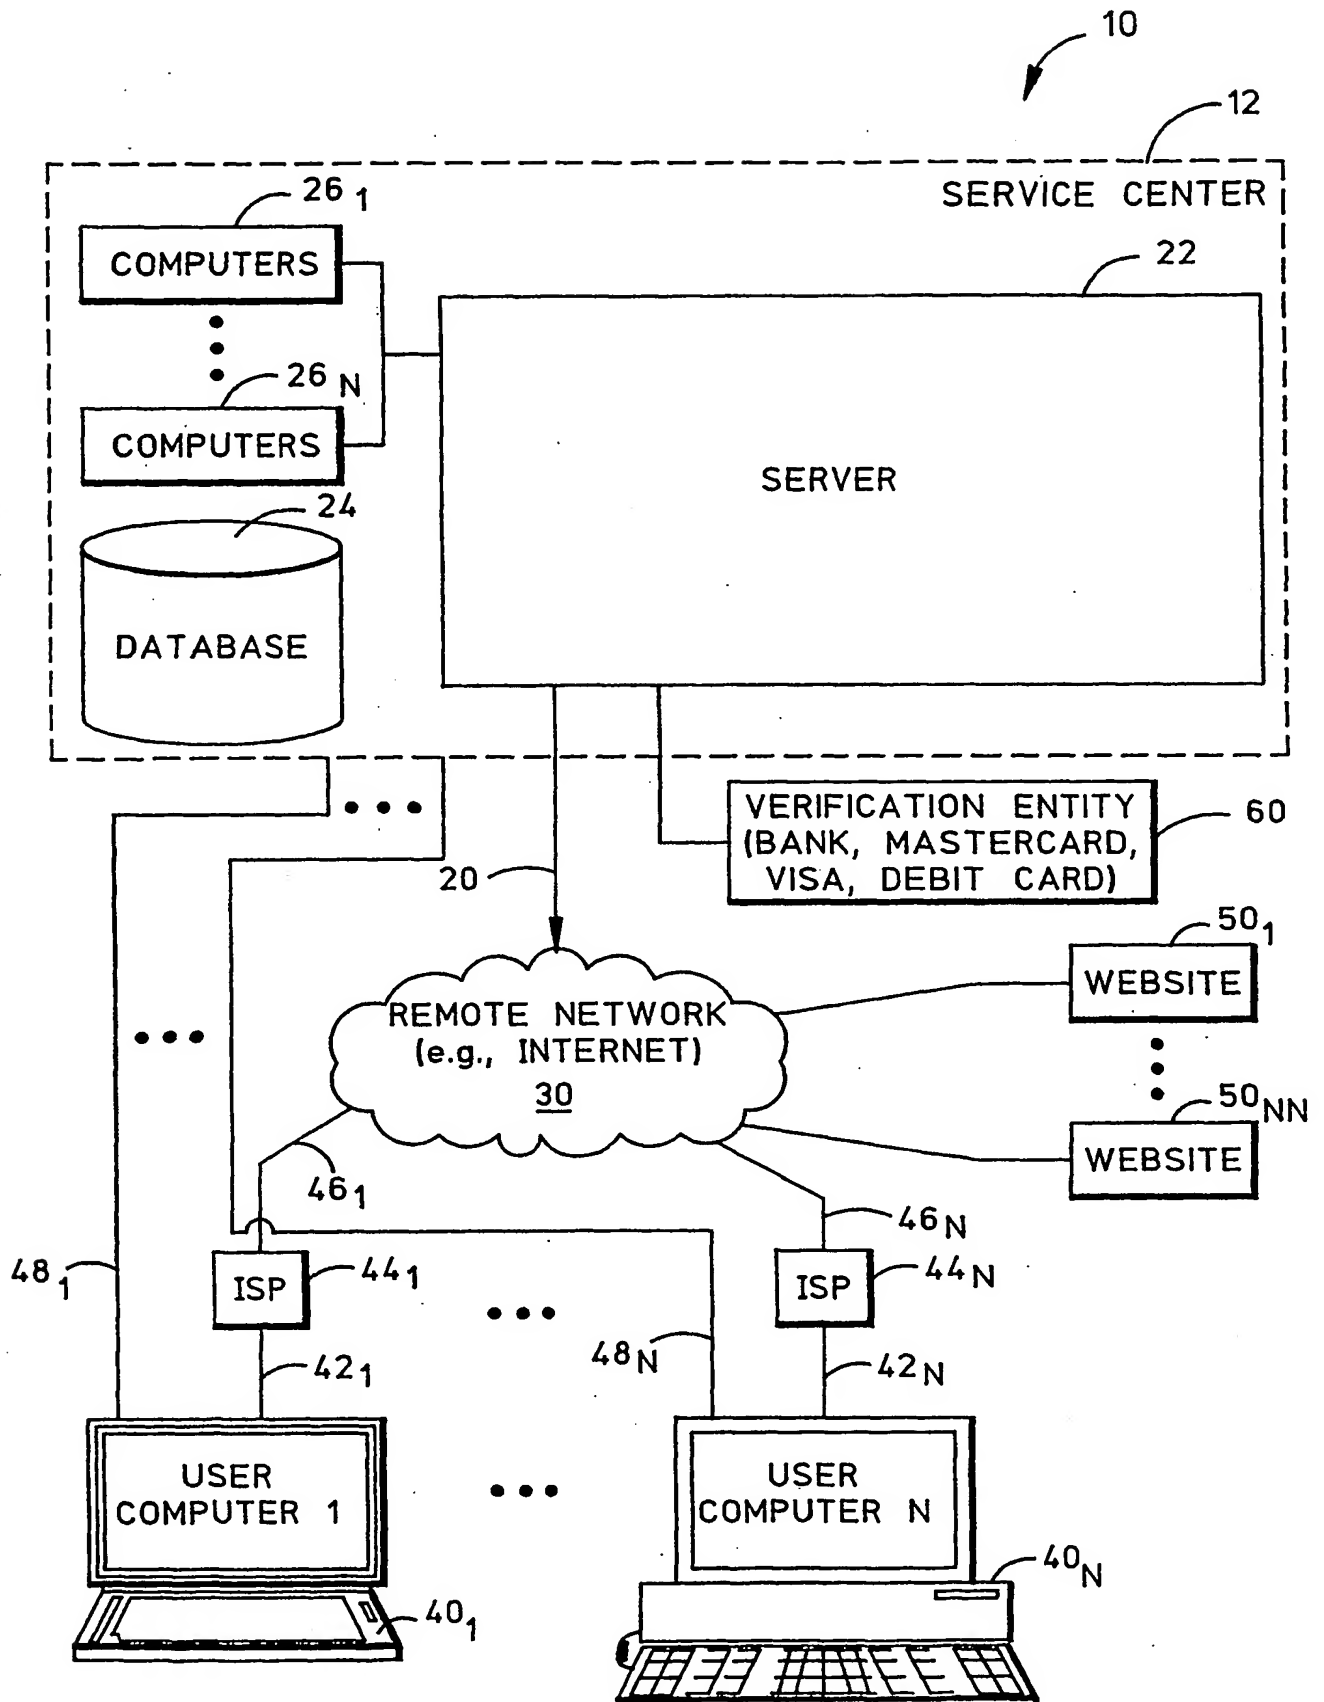 10
12
SERVICE CENTER
26 1
COMPUTERS
22
26 N
COMPUTERS
SERVER
24
DATABASE
VERIFICATION ENTITY
(BANK, MASTERCARD,
VISA, DEBIT CARD)
60
20
50 1
WEBSITE
REMOTE NETWORK
(e.g., INTERNET)
30
50 NN
WEBSITE
46 1
46 N
48 1
ISP
44 1
ISP
44 N
48 N
42 1
42 N
USER
COMPUTER 1
USER
COMPUTER N
40 1
40 N